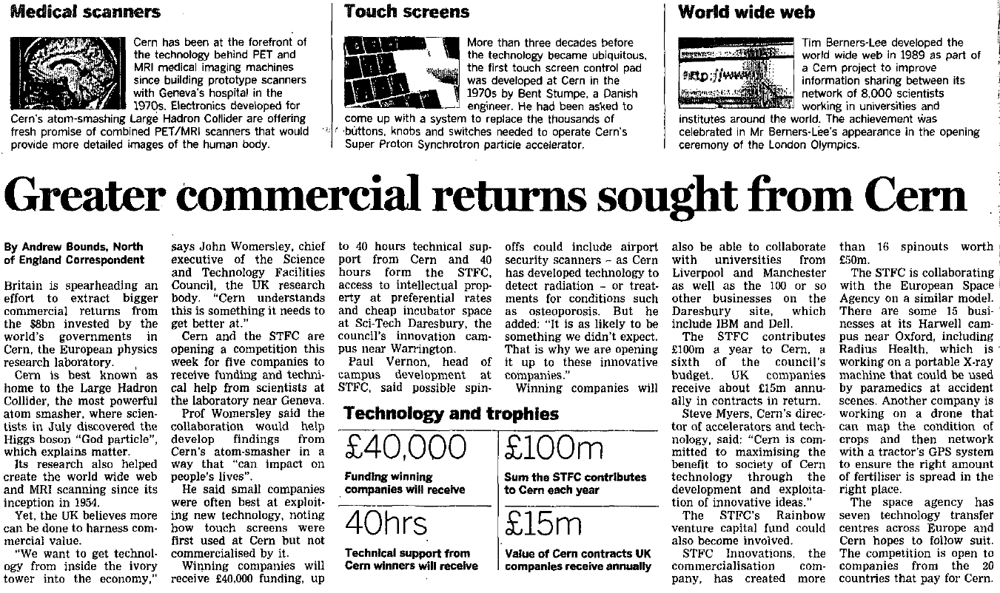 Medical scanners
Cern has been at the forefront of
the technology behind PET and
MRI medical imaging machines
since building prototype scanners
with Geneva's hospital in the
1970s. Electronics developed for
Cern's atom-smashing Large Hadron Collider are offering
fresh promise of combined PET/MRI scanners that would
provide more detailed images of the human body.
Touch screens
More than three decades before
the technology became ubiquitous,
the first touch screen control pad
was developed at Cern in the
1970s by Bent Stumpe, a Danish
engineer. He had been asked to
come up with a system to replace the thousands of
buttons, knobs and switches needed to operate Cern's
Super Proton Synchrotron particle accelerator.
World wide web
http://www
Tim Berners-Lee developed the
world wide web in 1989 as part of
a Cern project to improve
information sharing between its
network of 8,000 scientists
working in universities and
institutes around the world. The achievement was
celebrated in Mr Berners-Lee's appearance in the opening
ceremony of the London Olympics.
Greater commercial returns sought from Cern
By Andrew Bounds, North
of England Correspondent
Britain is spearheading an
effort to extract bigger
commercial returns from
the $8bn invested by the
world's governments in
Cern, the European physics
research laboratory.
Cern is best known as
home to the Large Hadron
Collider, the most powerful
atom smasher, where scien-
tists in July discovered the
Higgs boson "God particle",
which explains matter.
Its research also helped
create the world wide web
and MRI scanning since its
inception in 1954.
Yet, the UK believes more
can be done to harness com-
mercial value.
"We want to get technol-
ogy from inside the ivory
tower into the economy,"
says John Womersley, chief
executive of the Science
and Technology Facilities
Council, the UK research
body. "Cern understands
this is something it needs to
get better at."
Cern and the STFC are
opening a competition this
week for five companies to
receive funding and techni-
cal help from scientists at
the laboratory near Geneva.
Prof Womersley said the
collaboration would help
develop findings from
Cern's atom-smasher in a
way that "can impact on
people's lives".
He said small companies
were often best at exploit-
ing new technology, noting
how touch screens were
first used at Cern but not
commercialised by it.
Winning companies will
receive £40,000 funding, up
to 40 hours technical sup-
port from Cern and 40
hours form the STFC,
access to intellectual prop-
erty at preferential rates
and cheap incubator space
at Sci-Tech Daresbury, the
council's innovation cam-
pus near Warrington.
Paul Vernon, head of
campus development at
STFC, said possible spin-
offs could include airport
security scanners – as Cern
has developed technology to
detect radiation – or treat-
ments for conditions such
as osteoporosis. But he
added: "It is as likely to be
something we didn't expect.
That is why we are opening
it up to these innovative
companies."
Winning companies will
Technology and trophies
£40,000
Funding winning
companies will receive
£100m
Sum the STFC contributes
to Cern each year
40hrs
Technical support from
Cern winners will receive
£15m
Value of Cern contracts UK
companies receive annually
also be able to collaborate
with universities from
Liverpool and Manchester
as well as the 100 or so
other businesses on the
Daresbury site, which
include IBM and Dell.
The STFC contributes
£100m a year to Cern, a
sixth of the council's
budget. UK companies
receive about £15m annu-
ally in contracts in return.
Steve Myers, Cern's direc-
tor of accelerators and tech-
nology, said: "Cern is com-
mitted to maximising the
benefit to society of Cern
technology through the
development and exploita-
tion of innovative ideas."
The STFC's Rainbow
venture capital fund could
also become involved.
STFC Innovations, the
commercialisation com-
pany, has created more
than 16 spinouts worth
£50m.
The STFC is collaborating
with the European Space
Agency on a similar model.
There are some 15 busi-
nesses at its Harwell cam-
pus near Oxford, including
Radius Health, which is
working on a portable X-ray
machine that could be used
by paramedics at accident
scenes. Another company is
working on a drone that
can map the condition of
crops and then network
with a tractor's GPS system
to ensure the right amount
of fertiliser is spread in the
right place.
The space agency has
seven technology transfer
centres across Europe and
Cern hopes to follow suit.
The competition is open to
companies from the 20
countries that pay for Cern.